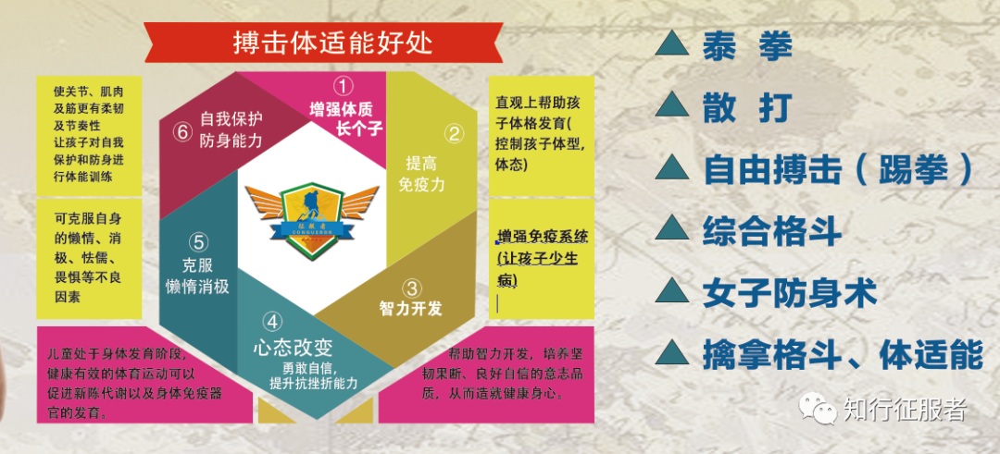 搏击体适能好处
使关节、肌肉
及筋更有柔韧
及节奏性
让孩子对自我
保护和防身进
行体能训练
可克服自身
的懒情、消
极、怯懦、
畏惧等不良
因素
①
增强体质
长个子
②
提高
免疫力
③
智力开发
④
心态改变
勇敢自信,
提升抗挫折能力
⑤
克服
懒惰消极
⑥
自我保护
防身能力
征服者
直观上帮助孩
子体格发育(
控制孩子体型,
体态)
增强免疫系统
(让孩子少生
病)
儿童处于身体发育阶段,
健康有效的体育运动可以
促进新陈代谢以及身体免疫器
官的发育。
帮助智力开发,培养坚
韧果断、良好自信的意志品
质,从而造就健康身心。
泰 拳
散 打
自由搏击（踢拳）
综合格斗
女子防身术
擒拿格斗、体适能
知行征服者